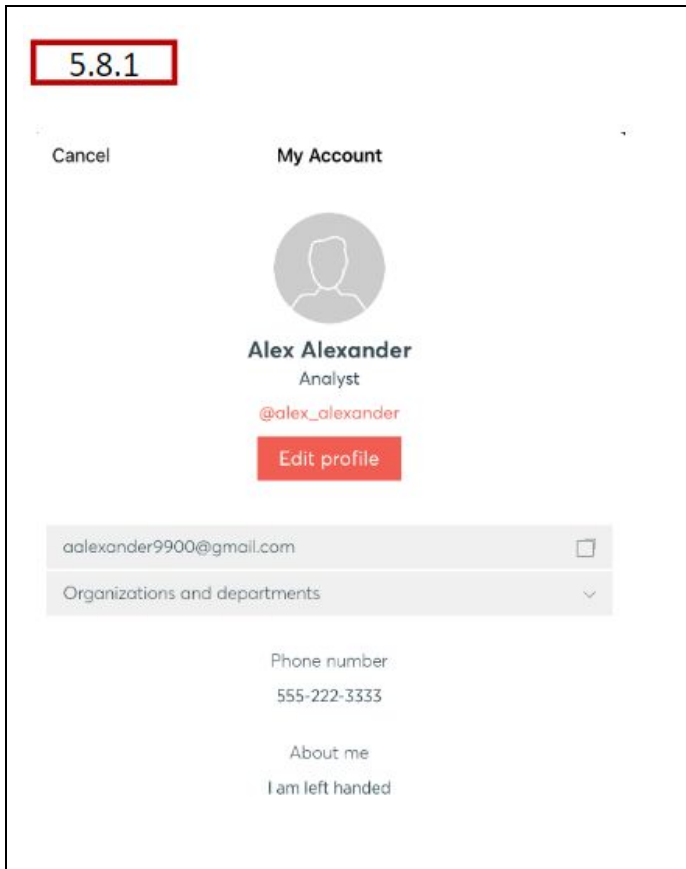 5.8.1
Cancel My Account
Alex Alexander
Analyst
@alex_alexander
Edit profile
aalexander9900@gmail.com
Organizations and departments
Phone number
555-222-3333
About me
I am left handed